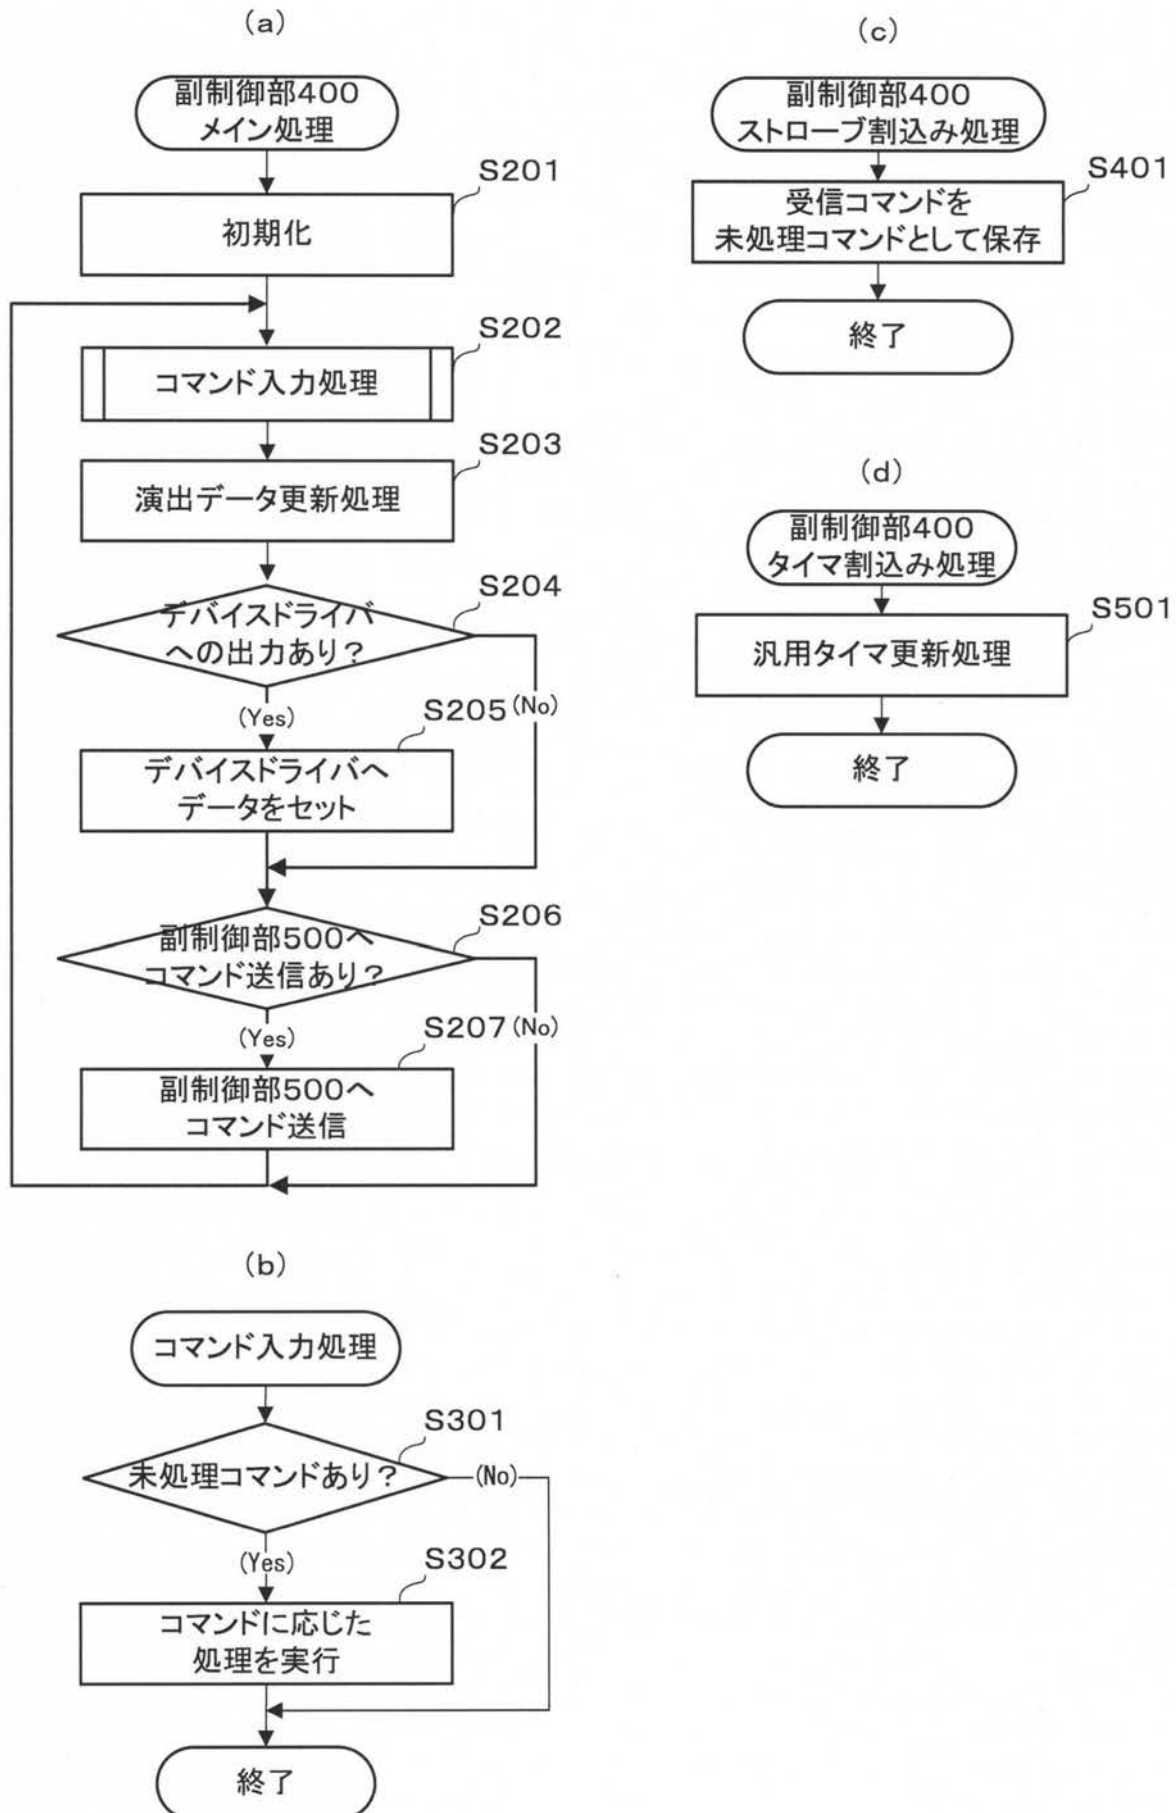 (a)
副制御部400
メイン処理
S201
初期化
S202
コマンド入力処理
S203
演出データ更新処理
S204
デバイスドライバ
への出力あり?
(Yes)
S205
(No)
デバイスドライバへ
データをセット
S206
副制御部500へ
コマンド送信あり?
(Yes)
S207
(No)
副制御部500へ
コマンド送信
(b)
コマンド入力処理
S301
未処理コマンドあり?
(No)
(Yes)
S302
コマンドに応じた
処理を実行
終了
(c)
副制御部400
ストローブ割込み処理
S401
受信コマンドを
未処理コマンドとして保存
終了
(d)
副制御部400
タイマ割込み処理
S501
汎用タイマ更新処理
終了